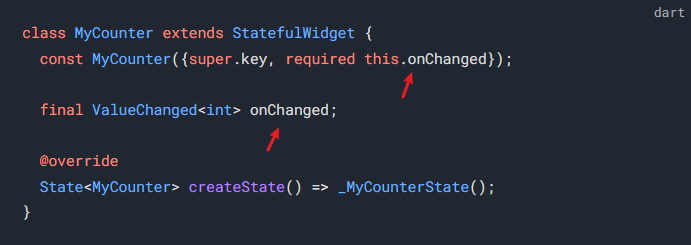 dart
class MyCounter extends StatefulWidget {
  const MyCounter({super.key, required this.onChanged});
  final ValueChanged<int> onChanged;
  @override
  State<MyCounter> createState() => _MyCounterState();
}